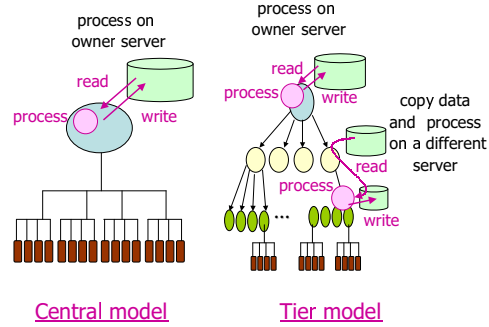 process on
owner server
read
process
write
Central model
process on
owner server
read
process
write
copy data
and process
on a different
server
read
process
...
write
Tier model